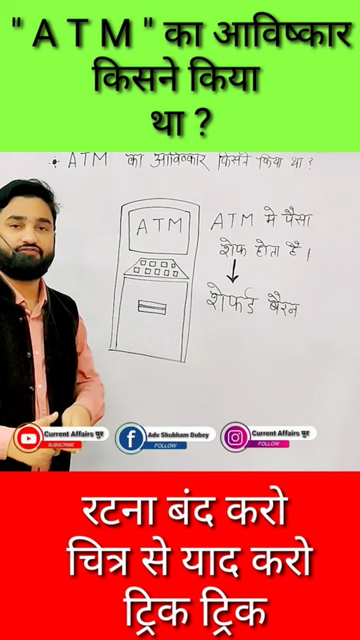 " A T M " का आविष्कार
किसने किया
था ?
* ATM का आविष्कार किसने किया था ?
ATM
ATM मे पैसा
शेफ होता है।
↓
शेफर्ड बैरन
Current Affairs गुरु
SUBSCRIBE
Adv Shubham Dubey
FOLLOW
Current Affairs गुरु
FOLLOW
रटना बंद करो
चित्र से याद करो
ट्रिक ट्रिक